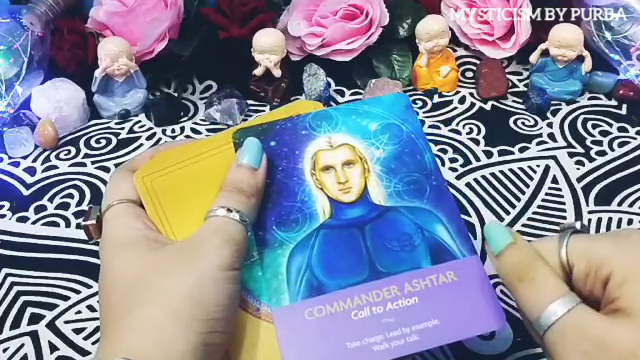 MYSTICISM BY PURBA
COMMANDER ASHTAR
Call to Action
Take charge. Lead by example.
Walk your talk.